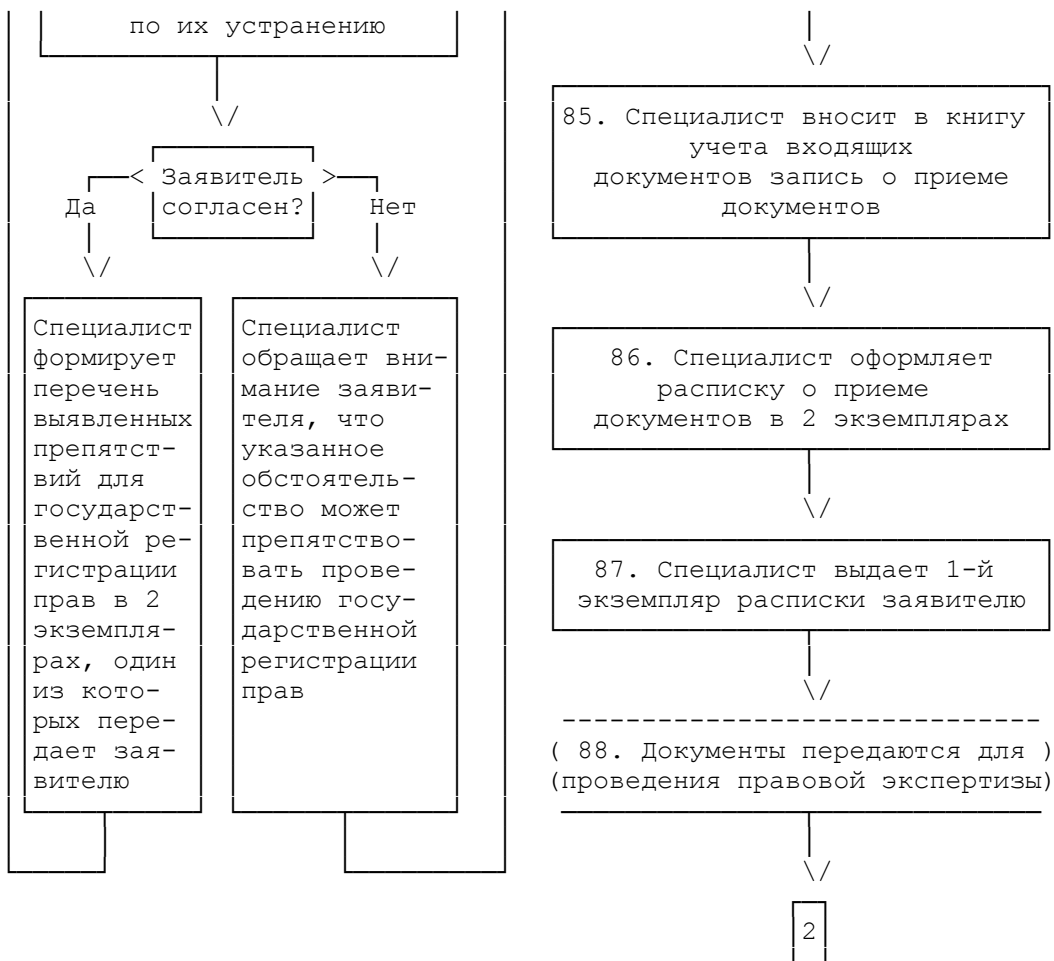 по их устранению
Заявитель
согласен?
Да
Нет
Специалист
формирует
перечень
выявленных
препятст-
вий для
государст-
венной ре-
гистрации
прав в 2
экземпля-
рах, один
из кото-
рых пере-
дает зая-
вителю
Специалист
обращает вни-
мание заяви-
теля, что
указанное
обстоятель-
ство может
препятство-
вать прове-
дению госу-
дарственной
регистрации
прав
85. Специалист вносит в книгу
учета входящих
документов запись о приеме
документов
86. Специалист оформляет
расписку о приеме
документов в 2 экземплярах
87. Специалист выдает 1-й
экземпляр расписки заявителю
( 88. Документы передаются для )
(проведения правовой экспертизы)
2